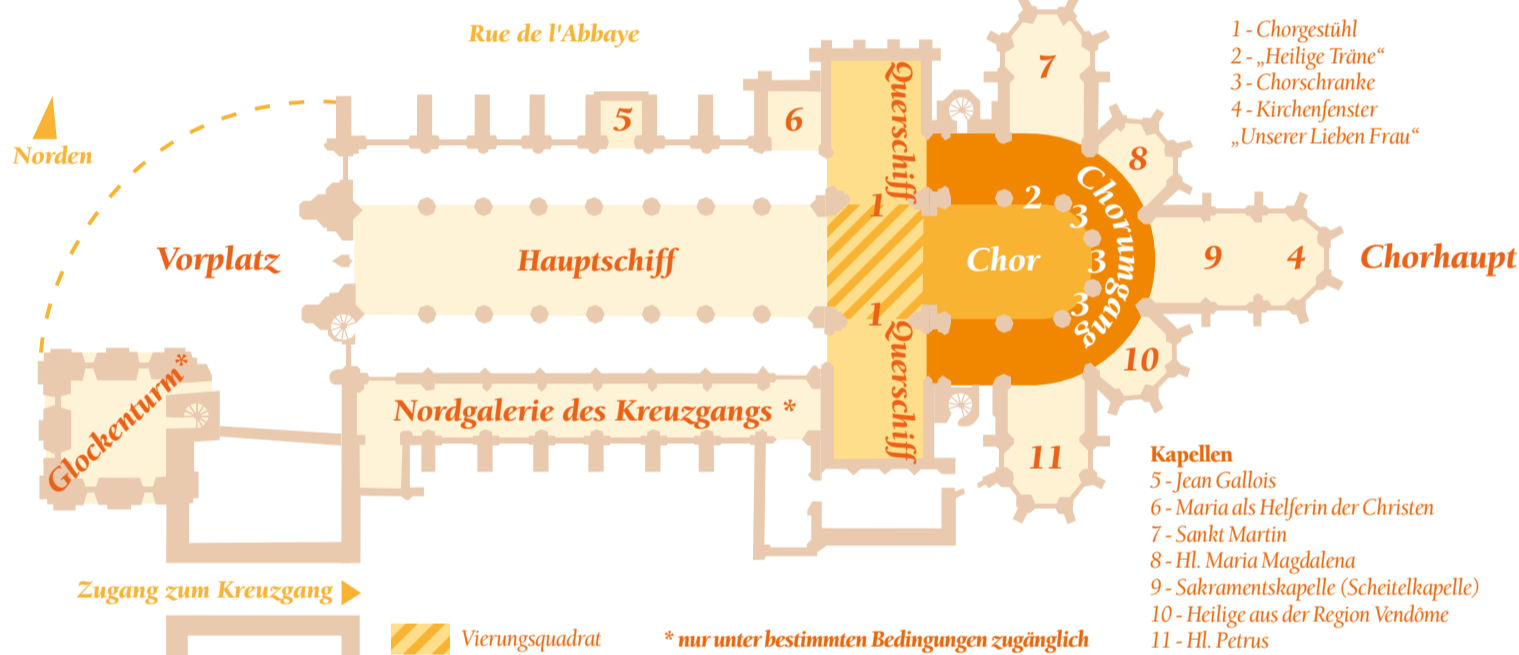 Rue de l'Abbaye
1 - Chorgestühl
2 - „Heilige Träne“
3 - Chorschranke
4 - Kirchenfenster
„Unserer Lieben Frau“
Norden
7
5
6
Querschiff
8
1
2
3
Chorumgang
Vorplatz
Hauptschiff
Chor
3
9
4
Chorhaupt
1
3
Querschiff
10
Glockenturm*
Nordgalerie des Kreuzgangs *
11
Kapellen
5 - Jean Gallois
6 - Maria als Helferin der Christen
7 - Sankt Martin
8 - Hl. Maria Magdalena
9 - Sakramentskapelle (Scheitelkapelle)
10 - Heilige aus der Region Vendôme
11 - Hl. Petrus
Zugang zum Kreuzgang
Vierungsquadrat
* nur unter bestimmten Bedingungen zugänglich